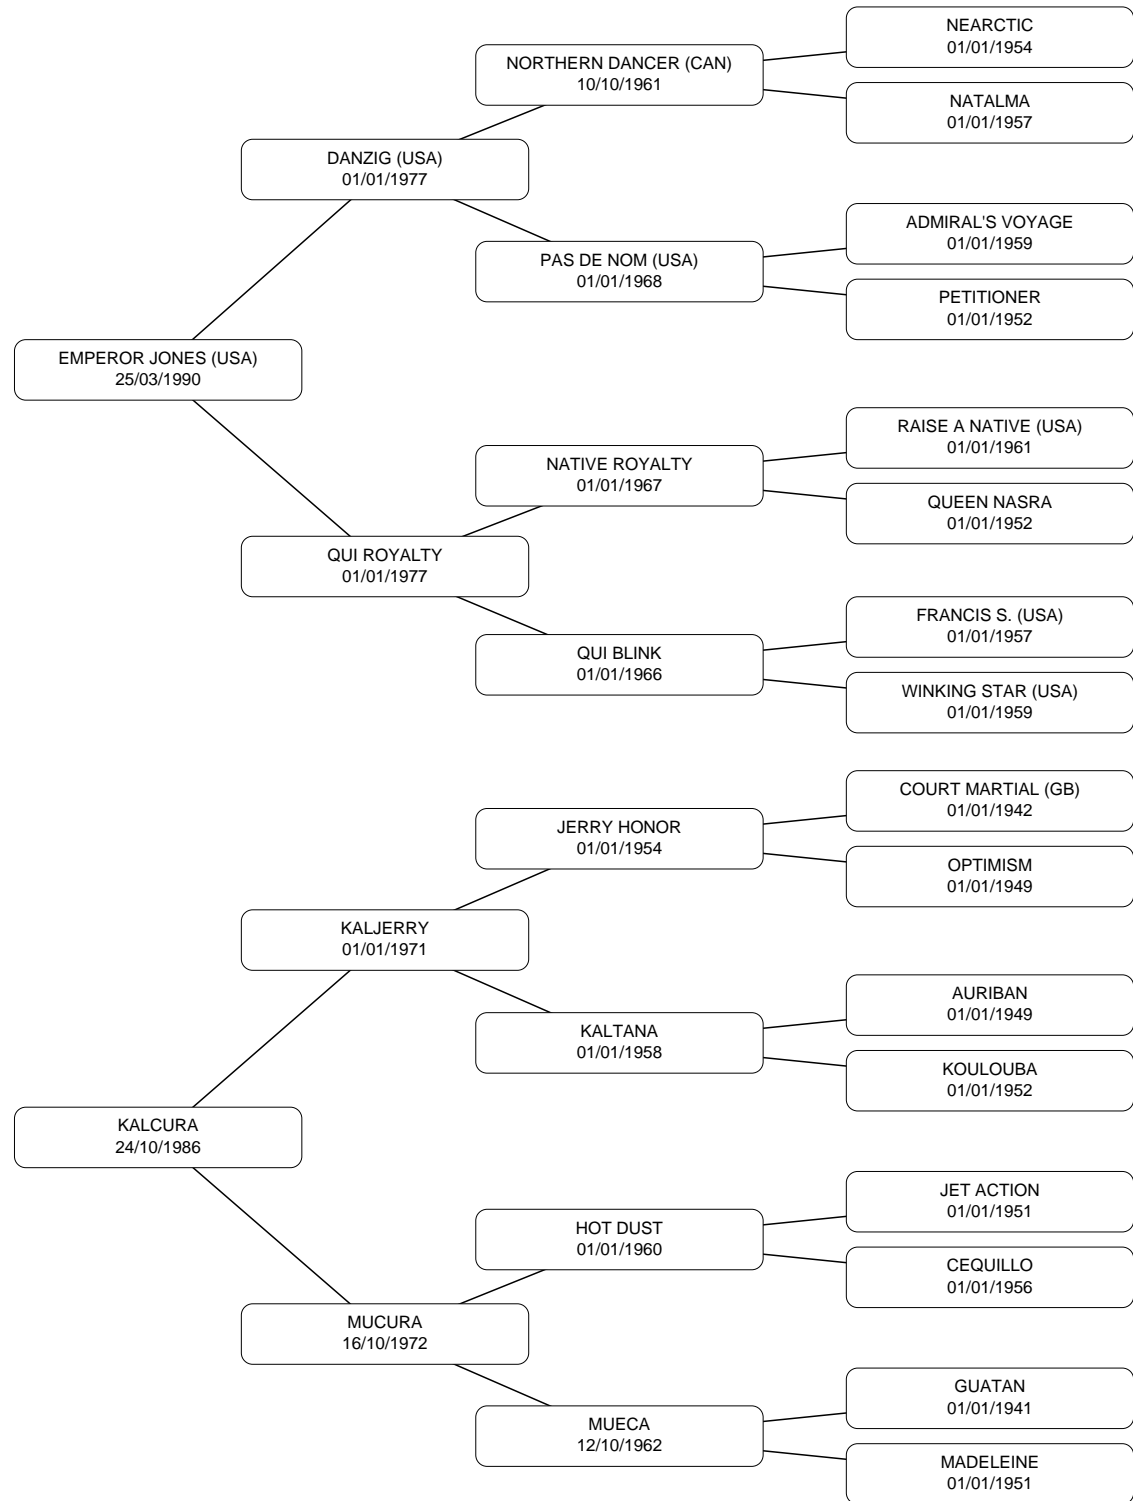 NEARCTIC
01/01/1954
NORTHERN DANCER (CAN)
10/10/1961
NATALMA
01/01/1957
DANZIG (USA)
01/01/1977
ADMIRAL'S VOYAGE
01/01/1959
PAS DE NOM (USA)
01/01/1968
PETITIONER
01/01/1952
EMPEROR JONES (USA)
25/03/1990
RAISE A NATIVE (USA)
01/01/1961
NATIVE ROYALTY
01/01/1967
QUEEN NASRA
01/01/1952
QUI ROYALTY
01/01/1977
FRANCIS S. (USA)
01/01/1957
QUI BLINK
01/01/1966
WINKING STAR (USA)
01/01/1959
COURT MARTIAL (GB)
01/01/1942
JERRY HONOR
01/01/1954
OPTIMISM
01/01/1949
KALJERRY
01/01/1971
AURIBAN
01/01/1949
KALTANA
01/01/1958
KOULOUBA
01/01/1952
KALCURA
24/10/1986
JET ACTION
01/01/1951
HOT DUST
01/01/1960
CEQUILLO
01/01/1956
MUCURA
16/10/1972
GUATAN
01/01/1941
MUECA
12/10/1962
MADELEINE
01/01/1951